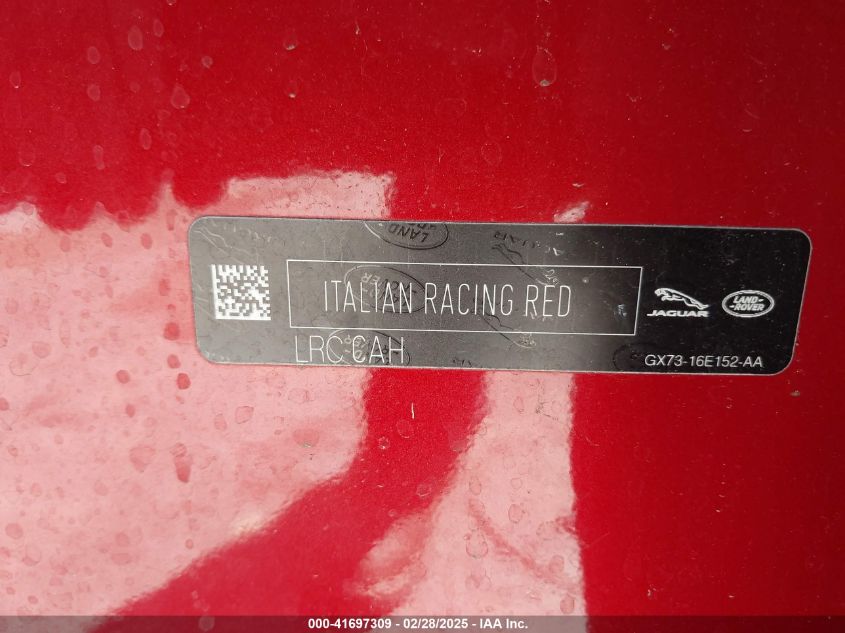 ITALIAN RACING RED
JAGUAR
LAND-
ROVER
LRC CAH
GX73-16E152-AA
000-41697309 | 02/28/2025 - IAA Inc.